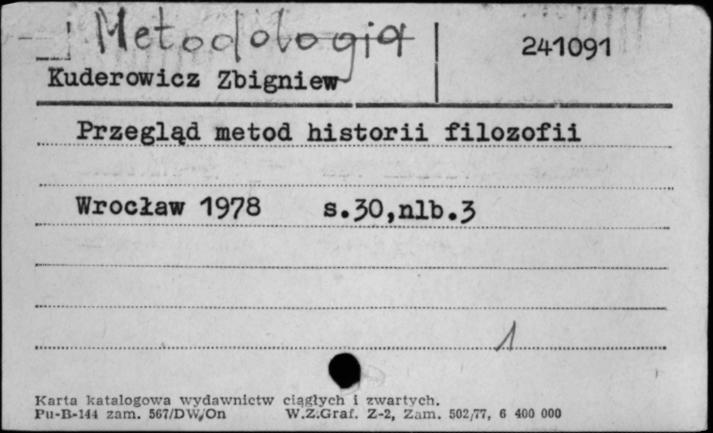 Metodologia
241091
Kuderowicz Zbigniew
Przegląd metod historii filozofii
Wrocław 1978 s.30,nlb.3
1
Karta katalogowa wydawnictw ciągłych i zwartych.
Pu-B-144 zam. 567/DW/On W.Z.Graf. Z-2, Zam. 502/77, 6 400 000